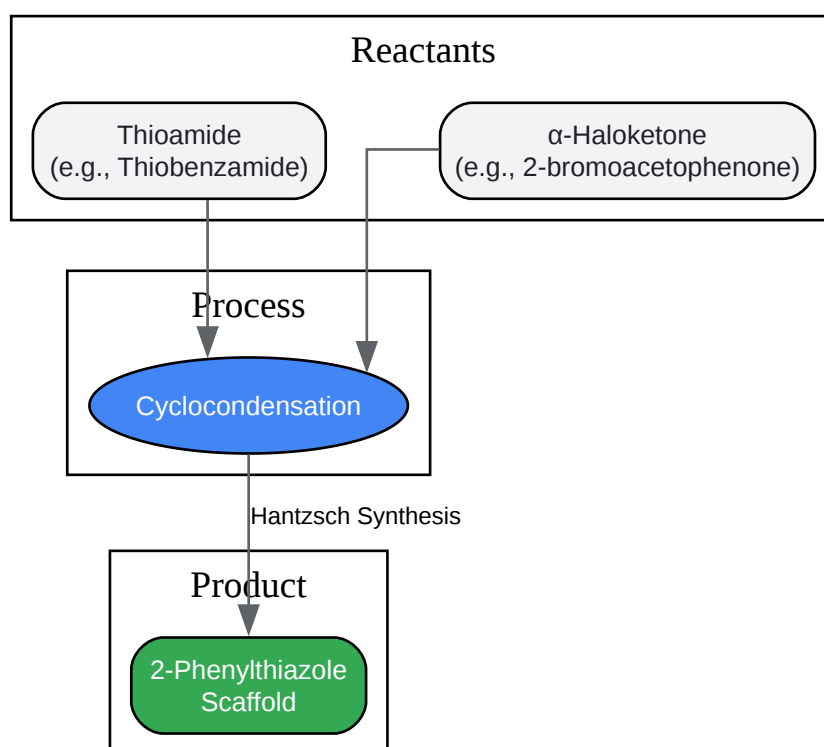 Reactants
Thioamide
(e.g., Thiobenzamide)
α-Haloketone
(e.g., 2-bromoacetophenone)
Process
Cyclocondensation
Hantzsch Synthesis
Product
2-Phenylthiazole
Scaffold